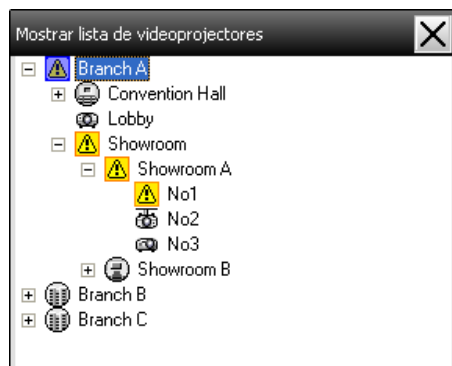 Mostrar lista de videoprojectores
Branch A
Convention Hall
Lobby
Showroom
Showroom A
No1
No2
No3
Showroom B
Branch B
Branch C